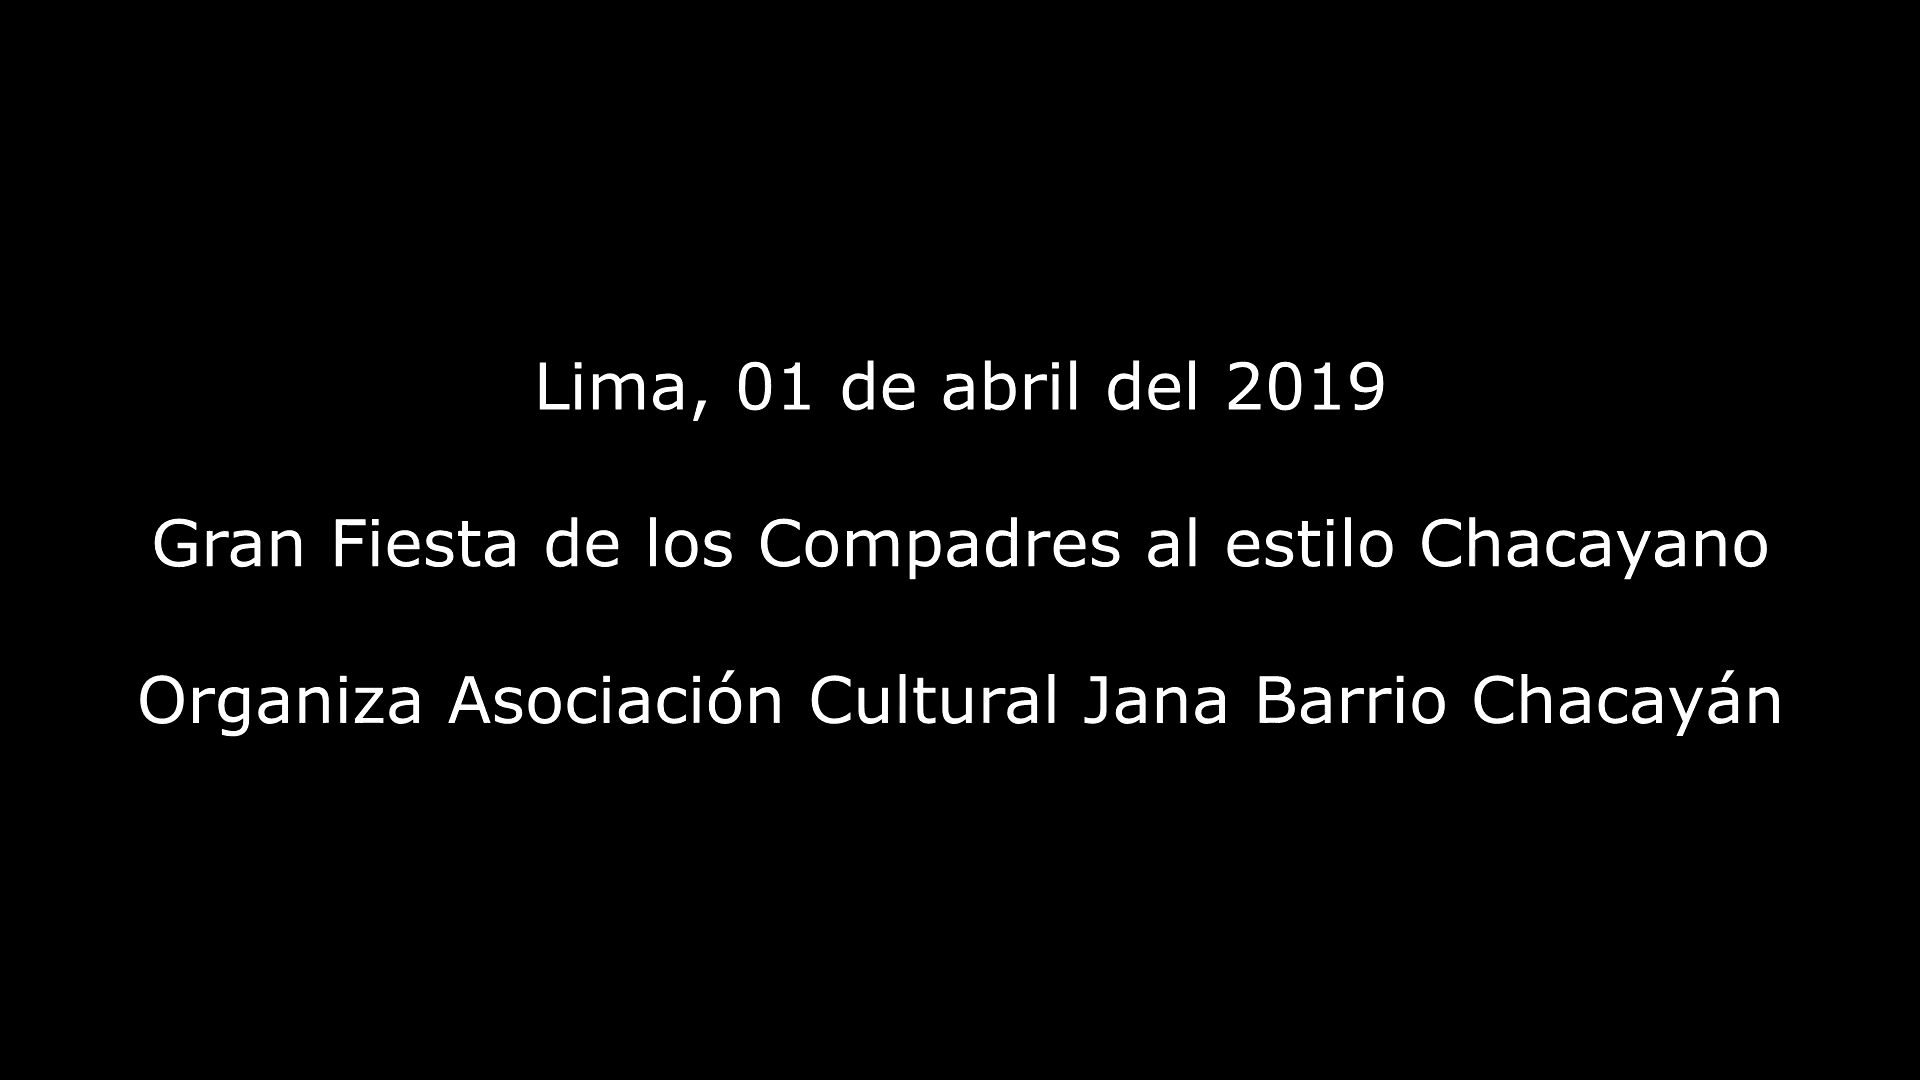 Lima, 01 de abril del 2019
Gran Fiesta de los Compadres al estilo Chacayano
Organiza Asociación Cultural Jana Barrio Chacayán